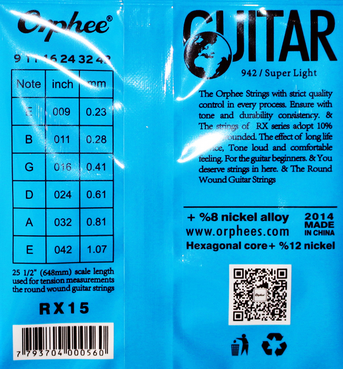 Orphee®
9 11 16 24 32 42
Note inch mm
E 009 0.23
B 011 0.28
G 016 0.41
D 024 0.61
A 032 0.81
E 042 1.07
25 1/2" (648mm) scale length
used for tension measurements
the round wound guitar strings
RX15
7 793704 000560
GUITAR
942 / Super Light
The Orphee Strings with strict quality
control in every process. Ensure with
tone and durability consistency. &
The strings of RX series adopt 10%
ounded. The effect of long life
Tone loud and comfortable
feeling. For the guitar beginners. & You
deserve strings in here. & The Round
Wound Guitar Strings
+ %8 nickel alloy
www.orphees.com
Hexagonal core+ %12 nickel
2014
MADE
IN CHINA
Orphee